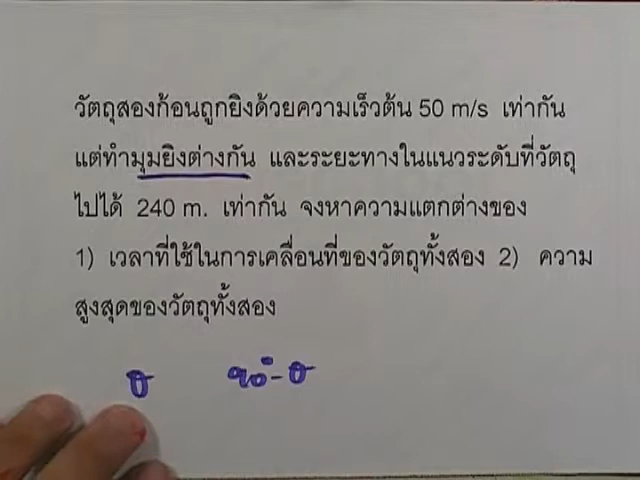 วัตถุสองก้อนถูกยิงด้วยความเร็วต้น 50 m/s เท่ากัน
แต่ทำมุมยิงต่างกัน และระยะทางในแนวระดับที่วัตถุ
ไปได้ 240 m. เท่ากัน จงหาความแตกต่างของ
1) เวลาที่ใช้ในการเคลื่อนที่ของวัตถุทั้งสอง 2) ความ
สูงสุดของวัตถุทั้งสอง
θ ๙๐°-θ